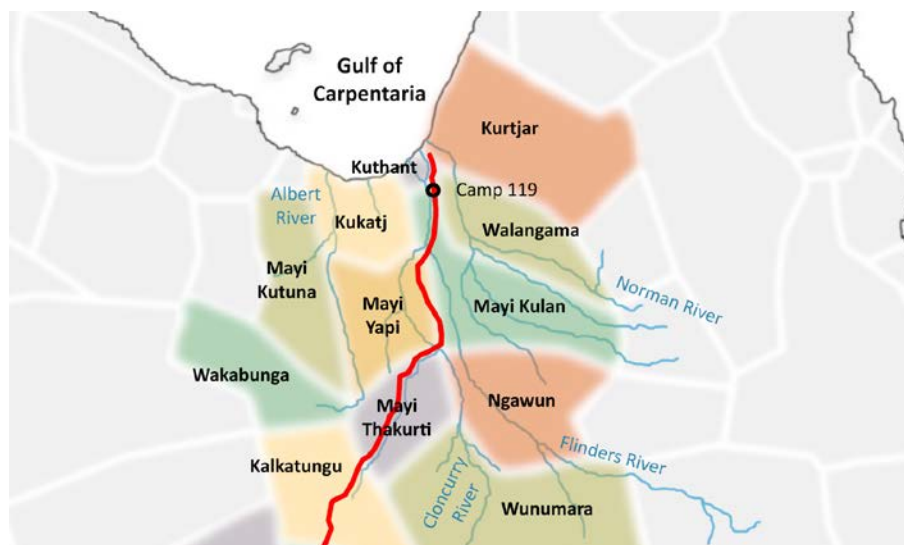 Gulf of
Carpentaria
Kurtjar
Kuthant
Camp 119
Albert
River
Kukatj
Walangama
Mayi
Kutuna
Norman River
Mayi
Yapi
Mayi Kulan
Wakabunga
Mayi
Thakurti
Ngawun
Flinders River
Kalkatungu
Cloncurry
River
Wunumara